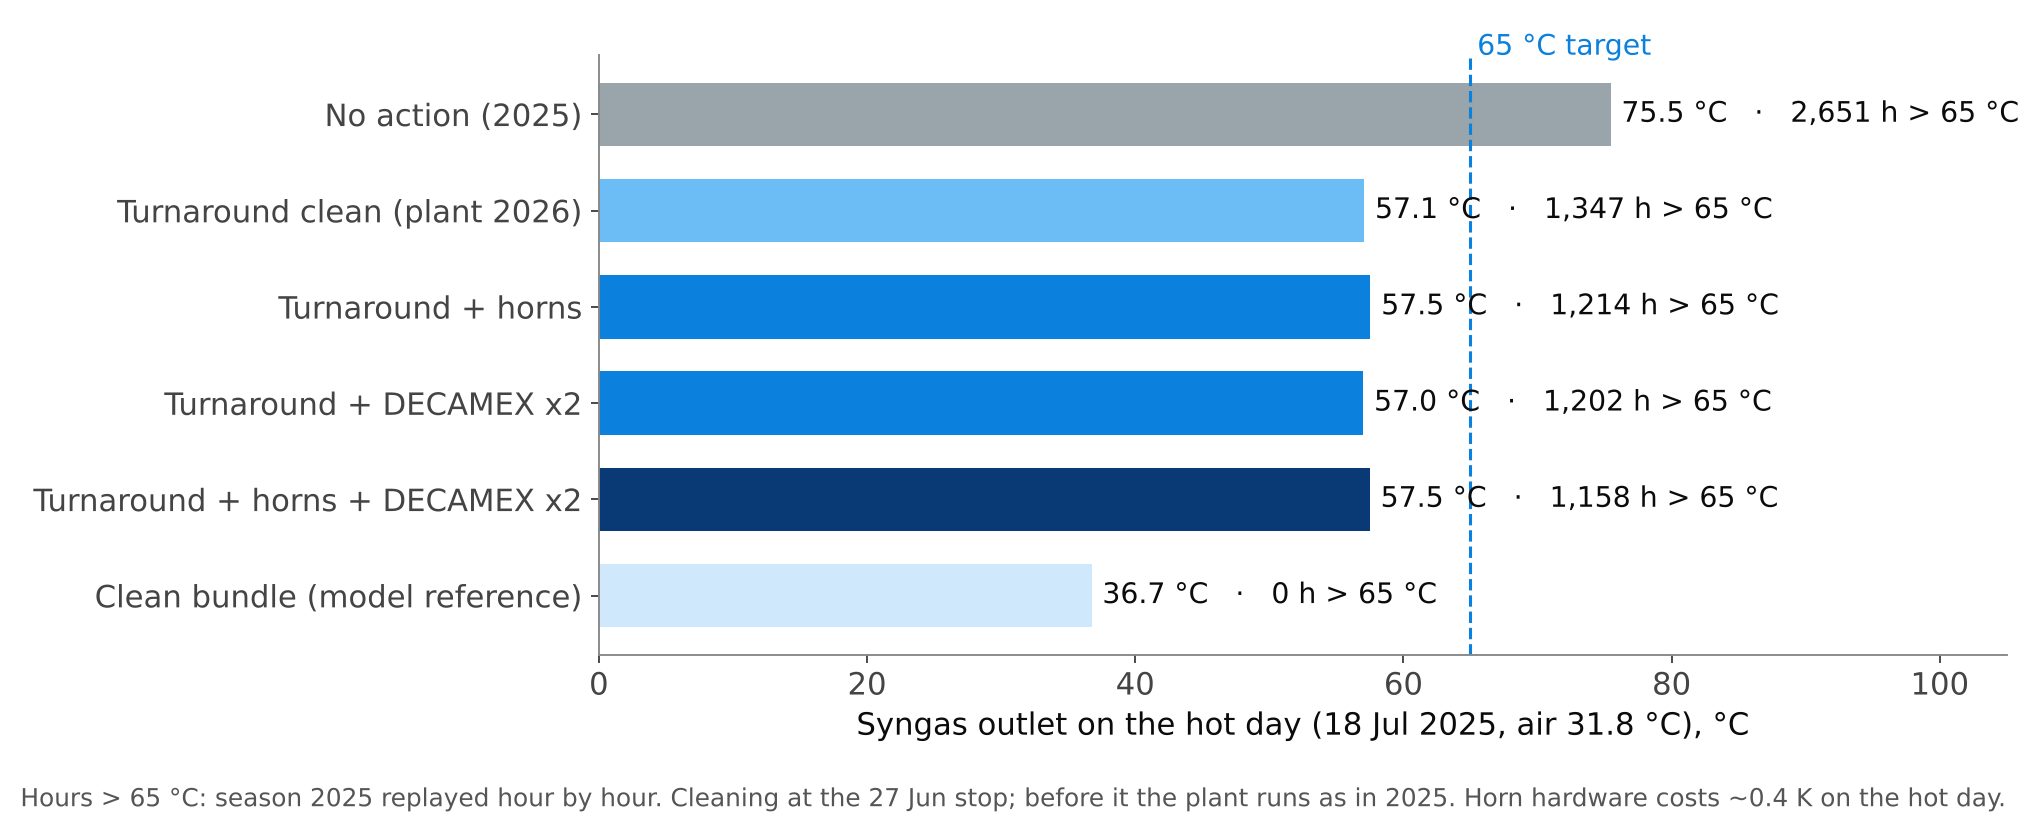 65 °C target
No action (2025)
75.5 °C · 2,651 h > 65 °C
Turnaround clean (plant 2026)
57.1 °C · 1,347 h > 65 °C
Turnaround + horns
57.5 °C · 1,214 h > 65 °C
Turnaround + DECAMEX x2
57.0 °C · 1,202 h > 65 °C
Turnaround + horns + DECAMEX x2
57.5 °C · 1,158 h > 65 °C
Clean bundle (model reference)
36.7 °C · 0 h > 65 °C
0 20 40 60 80 100
Syngas outlet on the hot day (18 Jul 2025, air 31.8 °C), °C
Hours > 65 °C: season 2025 replayed hour by hour. Cleaning at the 27 Jun stop; before it the plant runs as in 2025. Horn hardware costs ~0.4 K on the hot day.